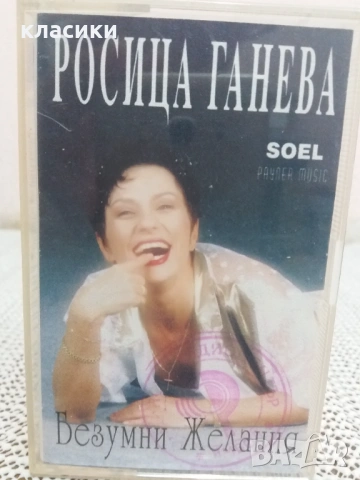 класики
РОСИЦА ГАНЕВА
SOEL
PAYNER MUSIC
Безумни Желания